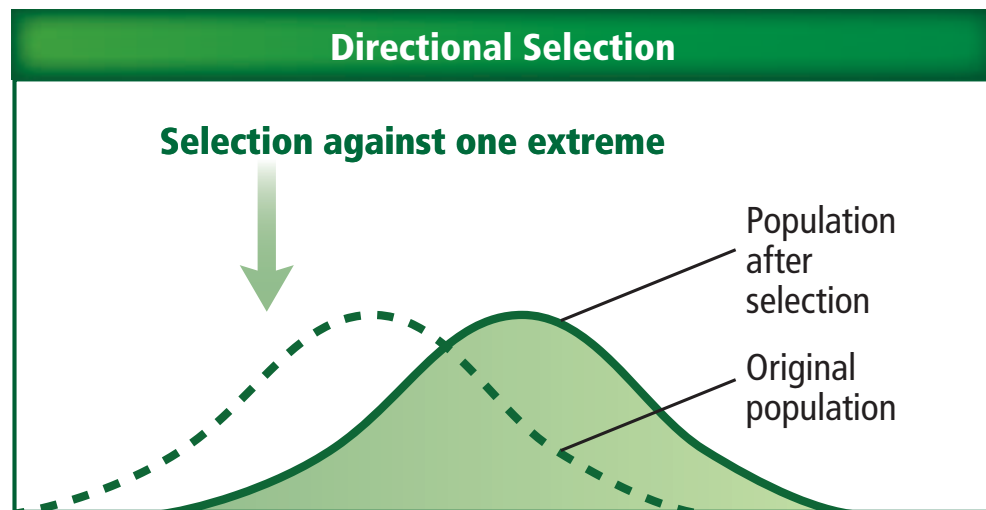 Directional Selection
Selection against one extreme
Population
after
selection
Original
population